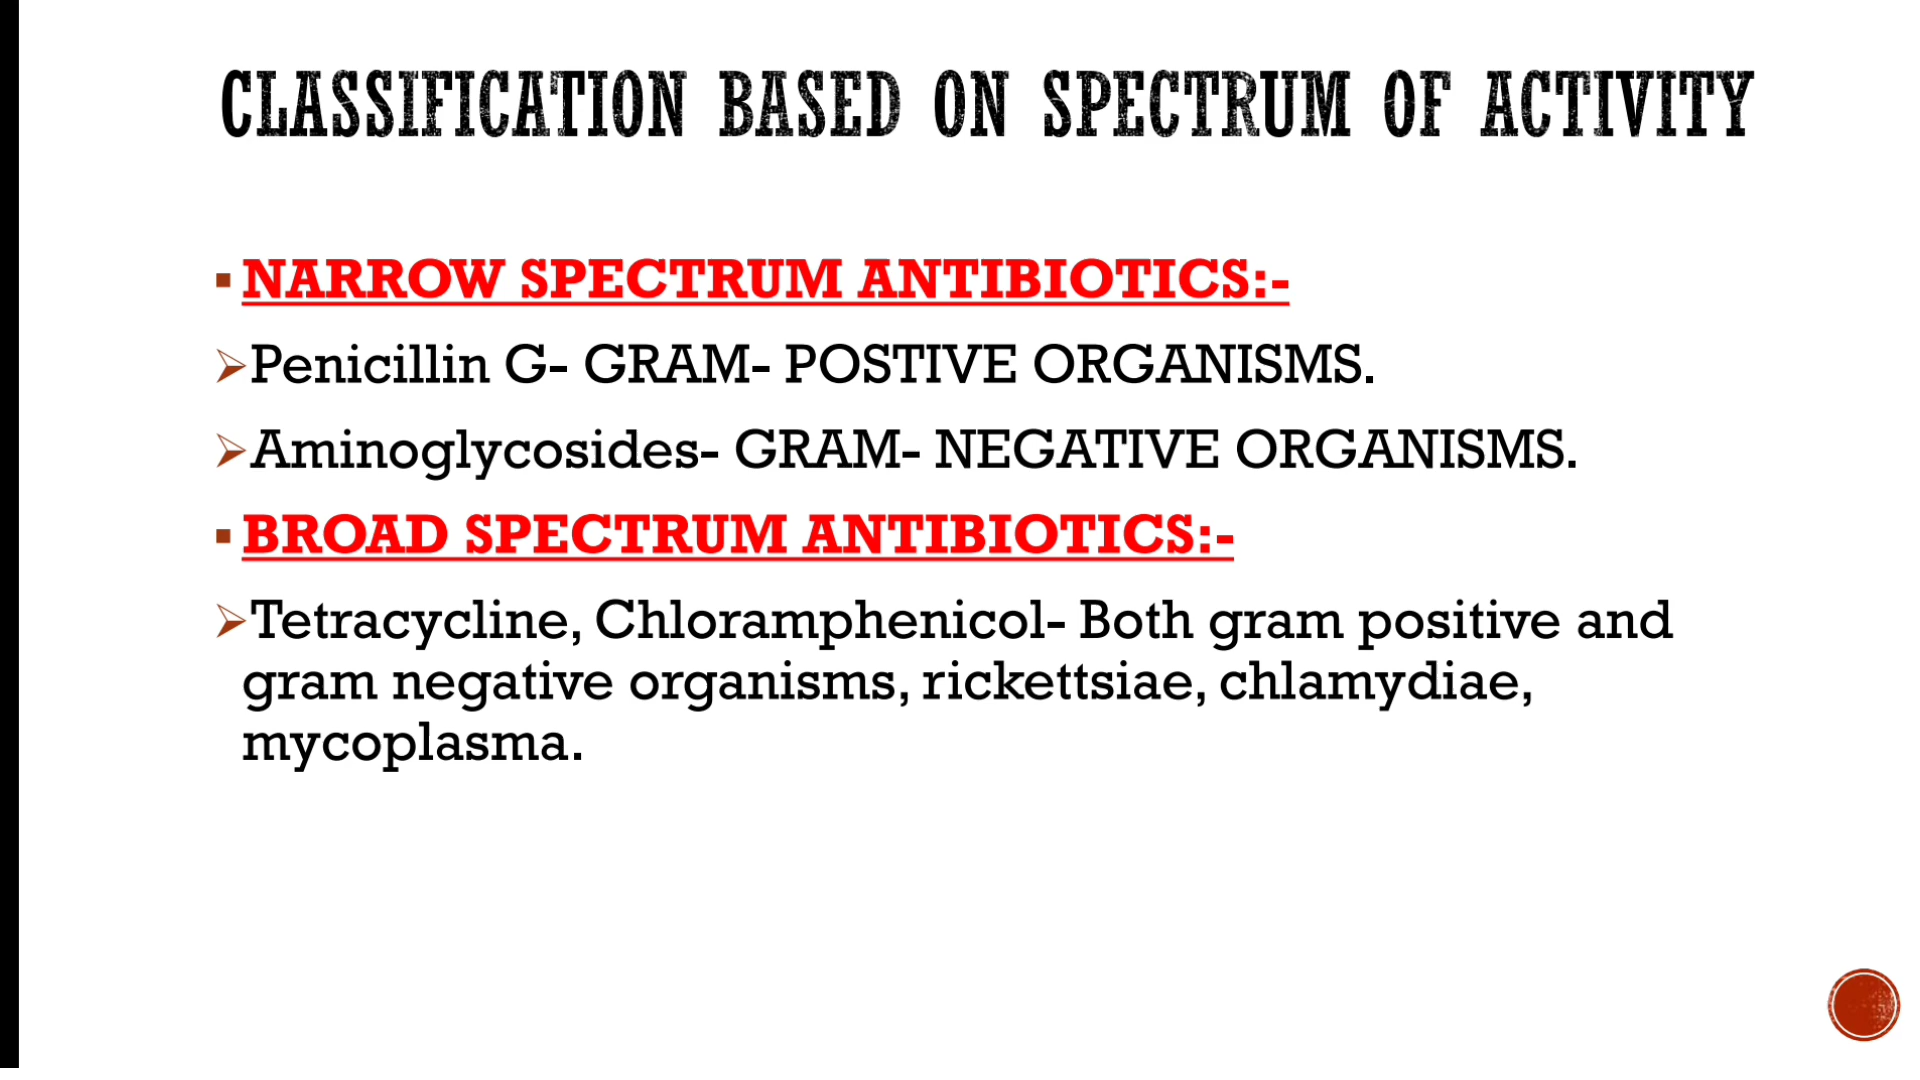 CLASSIFICATION BASED ON SPECTRUM OF ACTIVITY
▪NARROW SPECTRUM ANTIBIOTICS:-
➢Penicillin G- GRAM- POSTIVE ORGANISMS.
➢Aminoglycosides- GRAM- NEGATIVE ORGANISMS.
▪BROAD SPECTRUM ANTIBIOTICS:-
➢Tetracycline, Chloramphenicol- Both gram positive and
gram negative organisms, rickettsiae, chlamydiae,
mycoplasma.